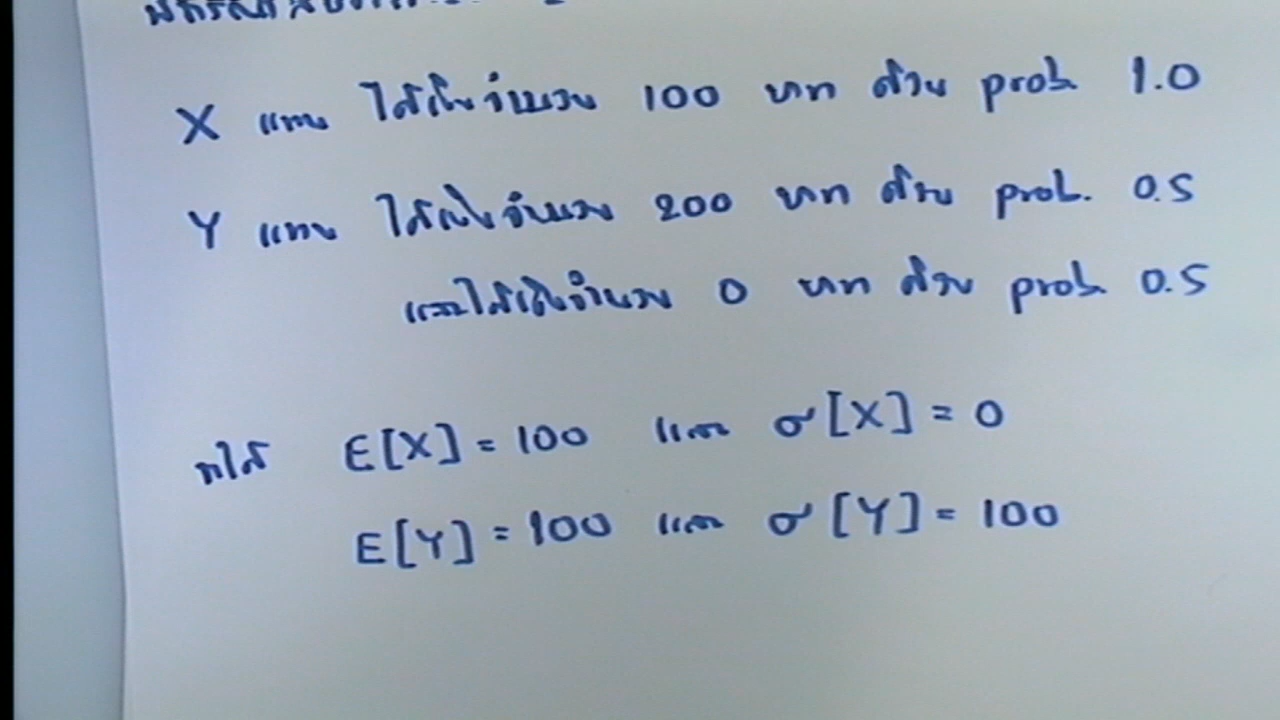 X แทน ได้เงินจำนวน 100 บาท ด้วย prob 1.0
Y แทน ได้เงินจำนวน 200 บาท ด้วย prob. 0.5
และได้เงินจำนวน 0 บาท ด้วย prob 0.5
จะได้ E[X] = 100 และ σ[X] = 0
E[Y] = 100 และ σ[Y] = 100